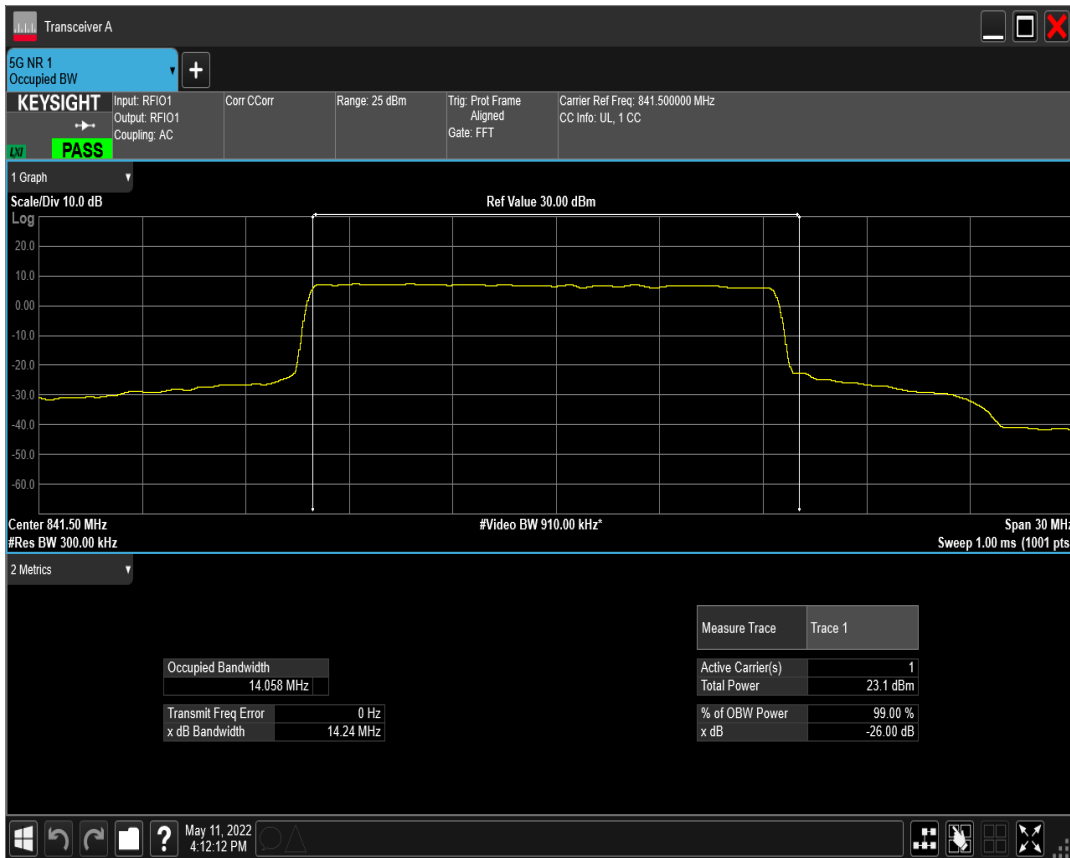 Transceiver A
5G NR 1
Occupied BW
KEYSIGHT
LXI
PASS
Input: RFIO1
Output: RFIO1
Coupling: AC
Corr CCorr
Range: 25 dBm
Trig: Prot Frame
Aligned
Gate: FFT
Carrier Ref Freq: 841.500000 MHz
CC Info: UL, 1 CC
1 Graph
Scale/Div 10.0 dB
Ref Value 30.00 dBm
Log
20.0
10.0
0.00
-10.0
-20.0
-30.0
-40.0
-50.0
-60.0
Center 841.50 MHz
#Video BW 910.00 kHz*
Span 30 MHz
#Res BW 300.00 kHz
Sweep 1.00 ms (1001 pts
2 Metrics
Measure Trace Trace 1
Occupied Bandwidth
14.058 MHz
Active Carrier(s) 1
Total Power 23.1 dBm
Transmit Freq Error 0 Hz
x dB Bandwidth 14.24 MHz
% of OBW Power 99.00 %
x dB -26.00 dB
?
May 11, 2022
4:12:12 PM